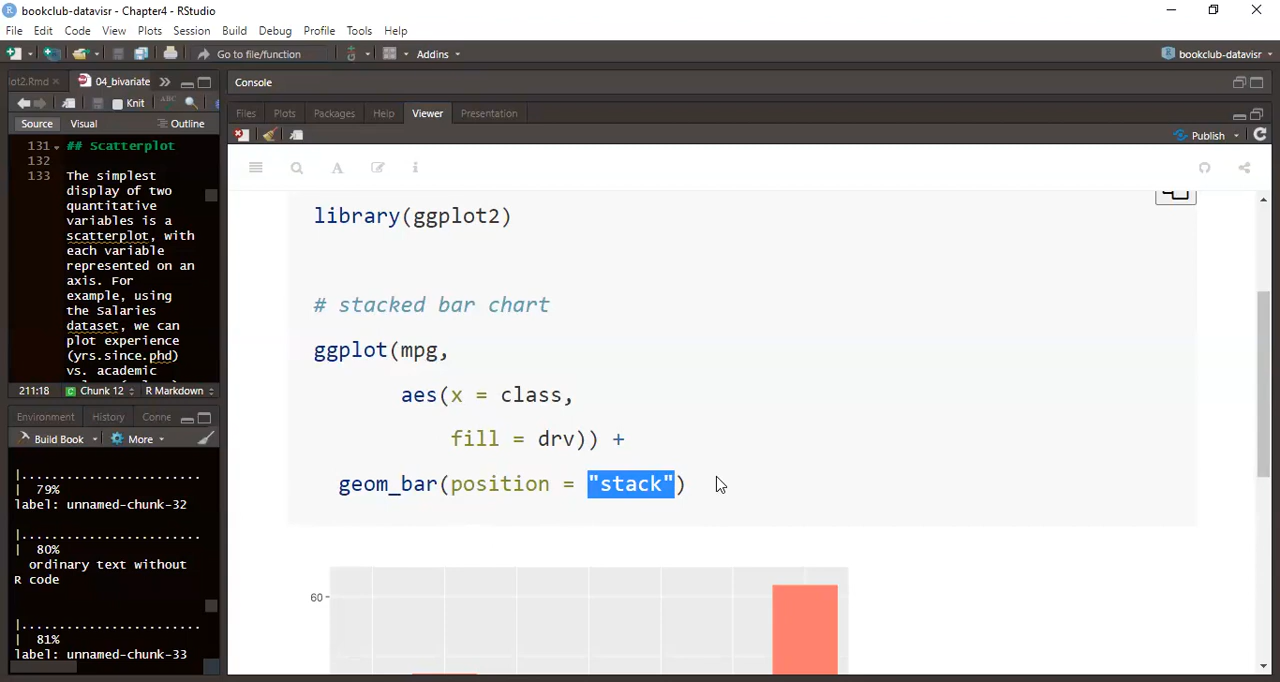 bookclub-datavisr - Chapter4 - RStudio
File Edit Code View Plots Session Build Debug Profile Tools Help
Go to file/function Addins bookclub-datavisr
lot2.Rmd 04_bivariate
Knit ABC
Source Visual Outline
131 ## Scatterplot
132
133 The simplest
display of two
quantitative
variables is a
scatterplot, with
each variable
represented on an
axis. For
example, using
the Salaries
dataset, we can
plot experience
(yrs.since.phd)
vs. academic
211:18 Chunk 12 R Markdown
Environment History Conne
Build Book More
|.......................
| 79%
label: unnamed-chunk-32
|.......................
| 80%
ordinary text without
R code
|.......................
| 81%
label: unnamed-chunk-33
Console
Files Plots Packages Help Viewer Presentation
Publish
library(ggplot2)
# stacked bar chart
ggplot(mpg,
aes(x = class,
fill = drv)) +
geom_bar(position = "stack")
60